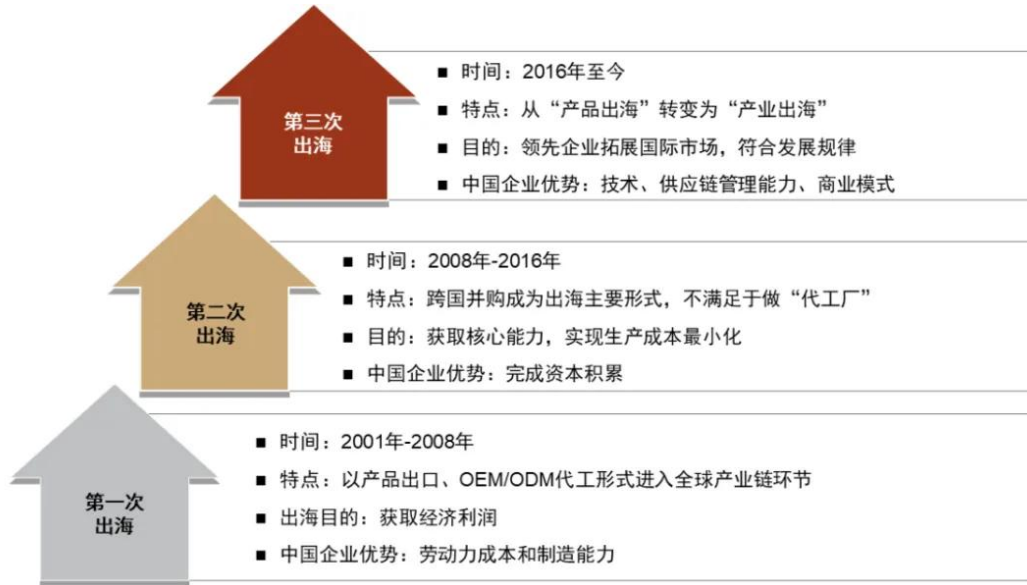 第三次
出海
■ 时间：2016年至今
■ 特点：从“产品出海”转变为“产业出海”
■ 目的：领先企业拓展国际市场，符合发展规律
■ 中国企业优势：技术、供应链管理能力、商业模式
第二次
出海
■ 时间：2008年-2016年
■ 特点：跨国并购成为出海主要形式，不满足于做“代工厂”
■ 目的：获取核心能力，实现生产成本最小化
■ 中国企业优势：完成资本积累
第一次
出海
■ 时间：2001年-2008年
■ 特点：以产品出口、OEM/ODM代工形式进入全球产业链环节
■ 出海目的：获取经济利润
■ 中国企业优势：劳动力成本和制造能力